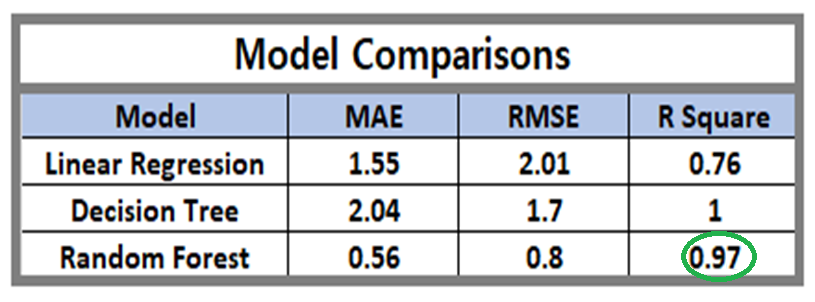 Model Comparisons
Model MAE RMSE R Square
Linear Regression 1.55 2.01 0.76
Decision Tree 2.04 1.7 1
Random Forest 0.56 0.8 0.97